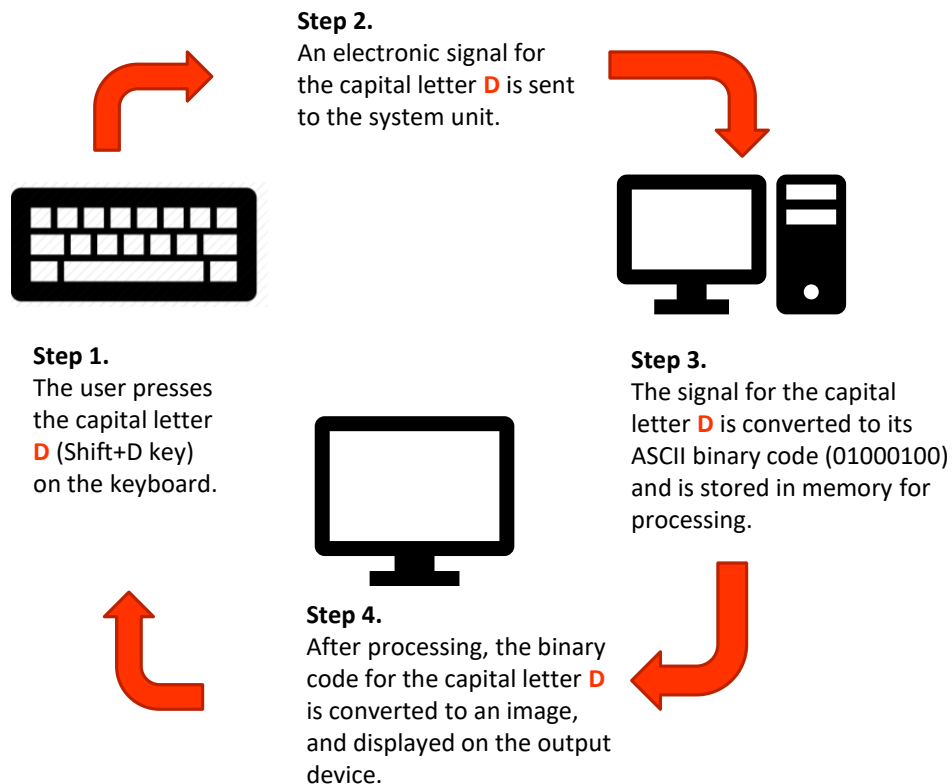 Step 1.
The user presses
the capital letter
D (Shift+D key)
on the keyboard.
Step 2.
An electronic signal for
the capital letter D is sent
to the system unit.
Step 3.
The signal for the capital
letter D is converted to its
ASCII binary code (01000100)
and is stored in memory for
processing.
Step 4.
After processing, the binary
code for the capital letter D
is converted to an image,
and displayed on the output
device.